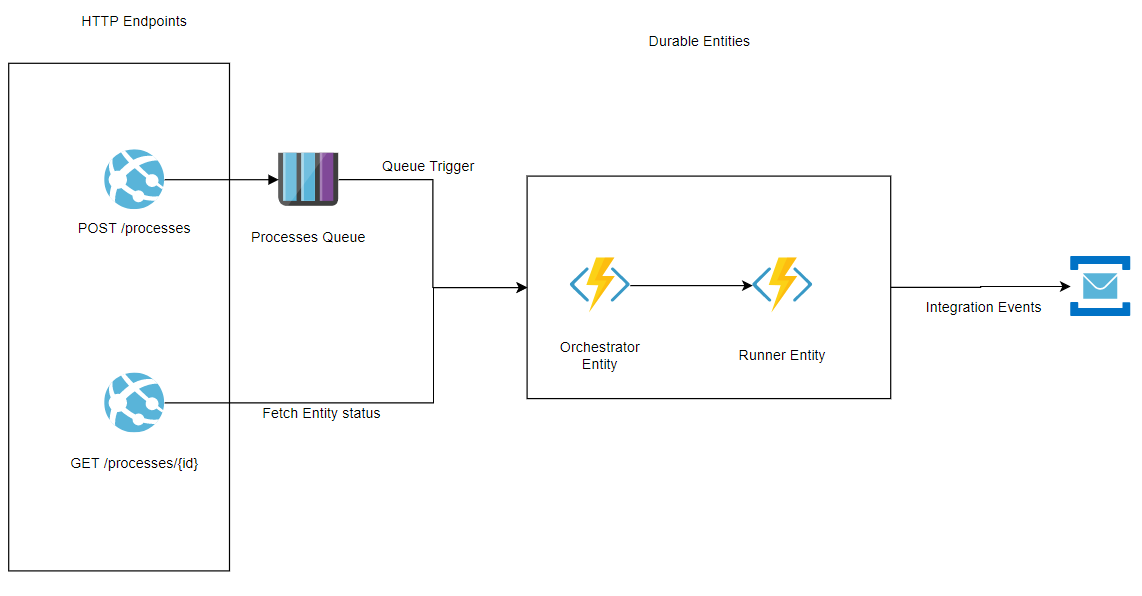 HTTP Endpoints
Durable Entities
Queue Trigger
POST /processes
Processes Queue
Integration Events
Orchestrator
Entity
Runner Entity
Fetch Entity status
GET /processes/{id}